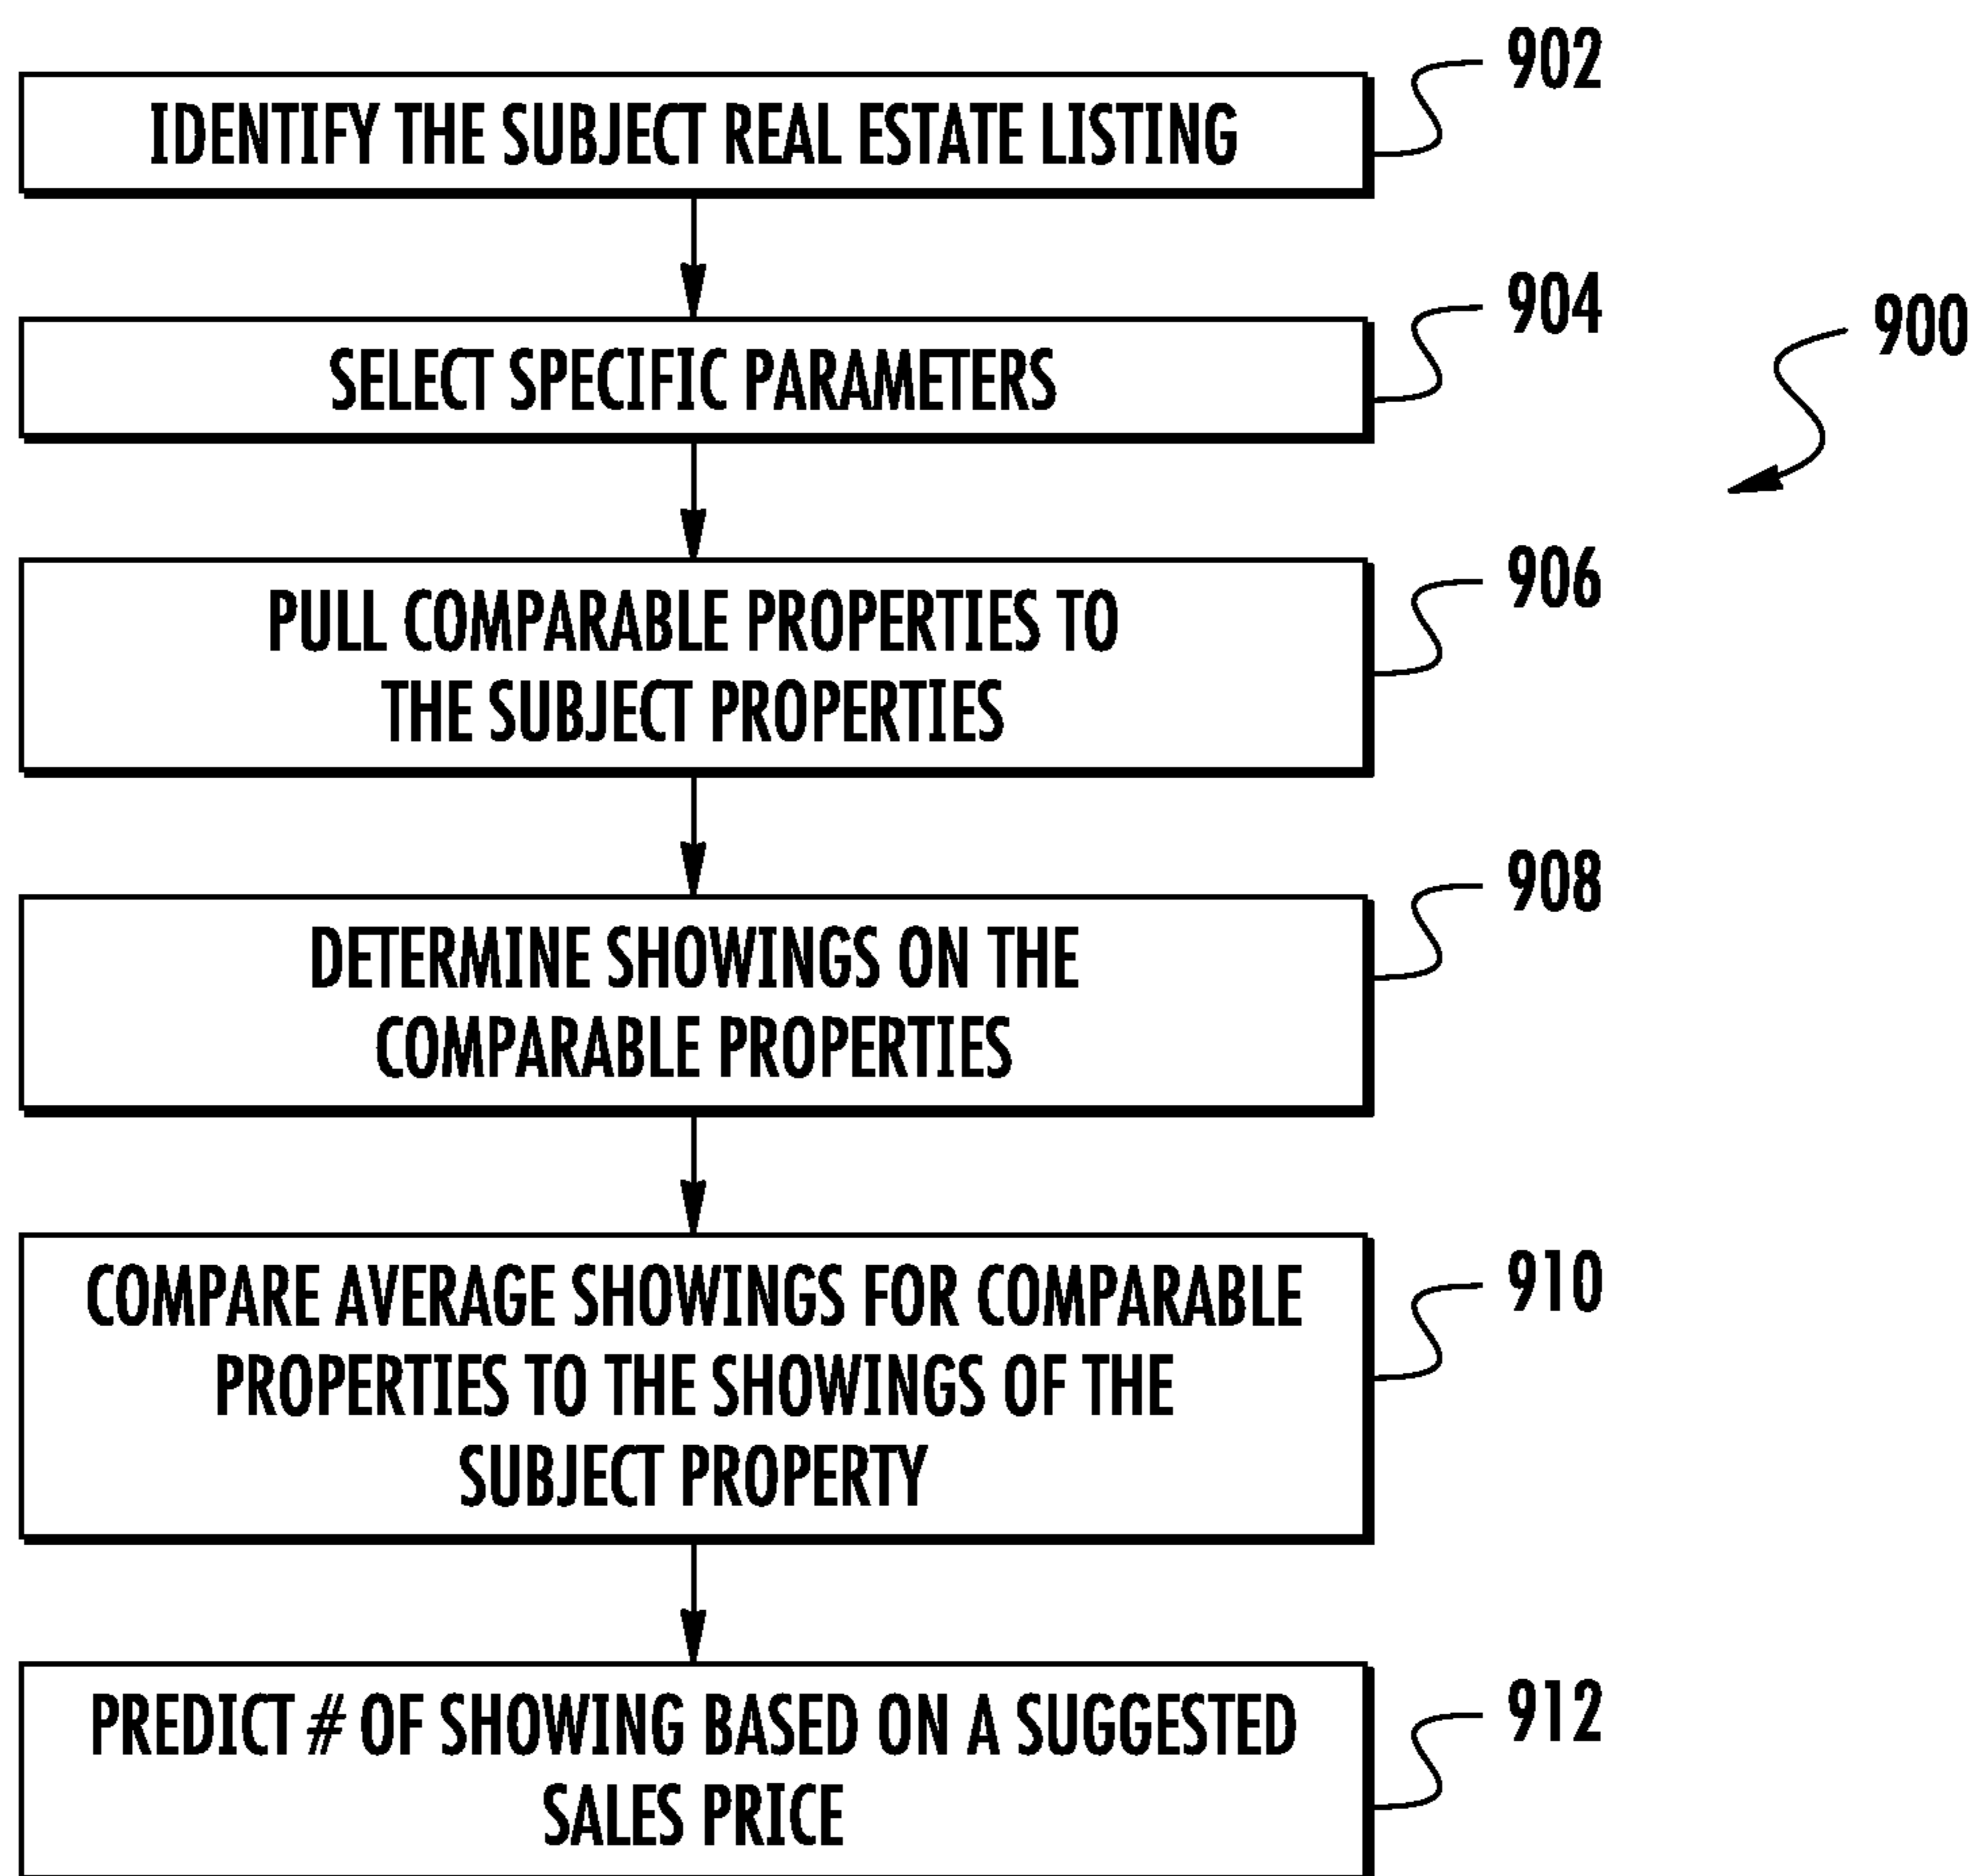 902
IDENTIFY THE SUBJECT REAL ESTATE LISTING
904
SELECT SPECIFIC PARAMETERS
900
906
PULL COMPARABLE PROPERTIES TO
THE SUBJECT PROPERTIES
908
DETERMINE SHOWINGS ON THE
COMPARABLE PROPERTIES
910
COMPARE AVERAGE SHOWINGS FOR COMPARABLE
PROPERTIES TO THE SHOWINGS OF THE
SUBJECT PROPERTY
912
PREDICT # OF SHOWING BASED ON A SUGGESTED
SALES PRICE